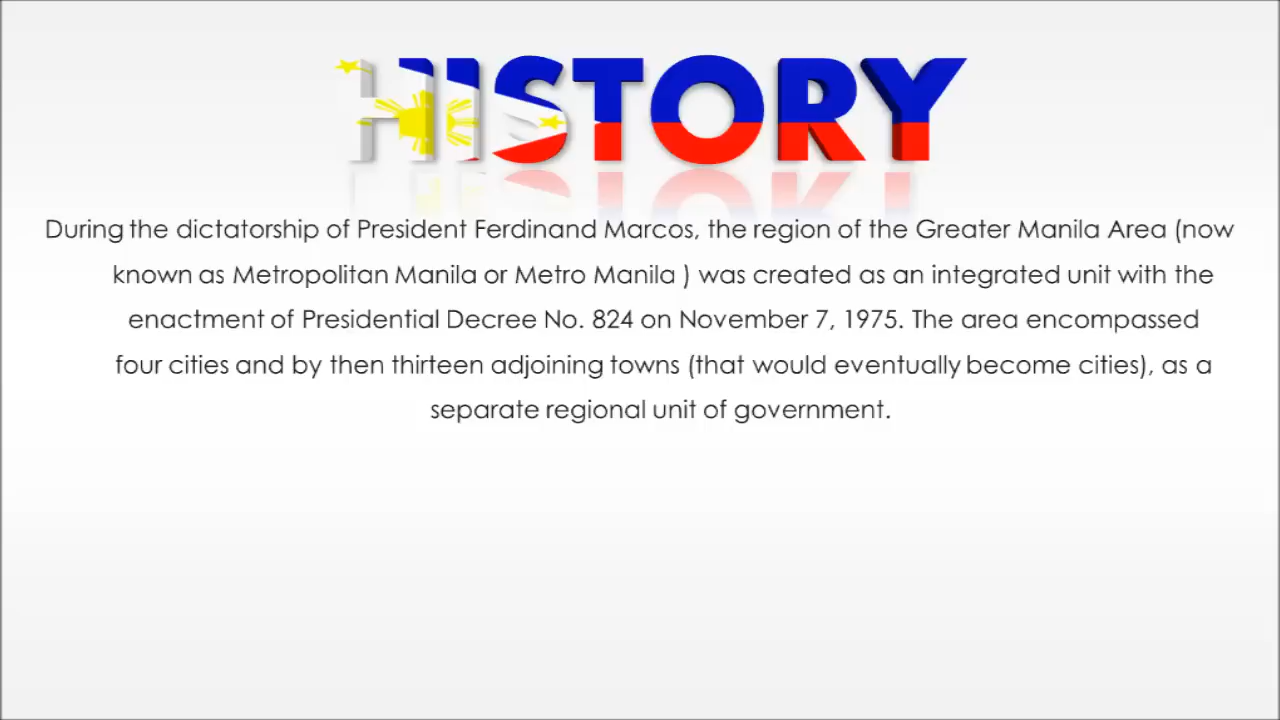 HISTORY
During the dictatorship of President Ferdinand Marcos, the region of the Greater Manila Area (now
known as Metropolitan Manila or Metro Manila ) was created as an integrated unit with the
enactment of Presidential Decree No. 824 on November 7, 1975. The area encompassed
four cities and by then thirteen adjoining towns (that would eventually become cities), as a
separate regional unit of government.